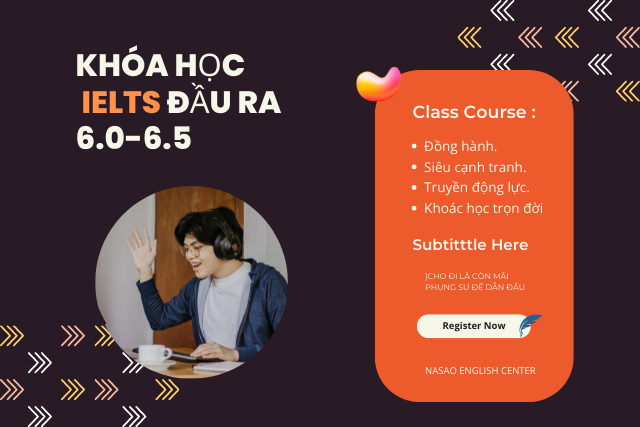 KHÓA HỌC
IELTS ĐẦU RA
6.0-6.5
Class Course :
Đồng hành.
Siêu cạnh tranh.
Truyền động lực.
Khoác học trọn đời
Subtitttle Here
]CHO ĐI LÀ CÒN MÃI
PHỤNG SỰ ĐỂ DẪN ĐẦU
Register Now
NASAO ENGLISH CENTER